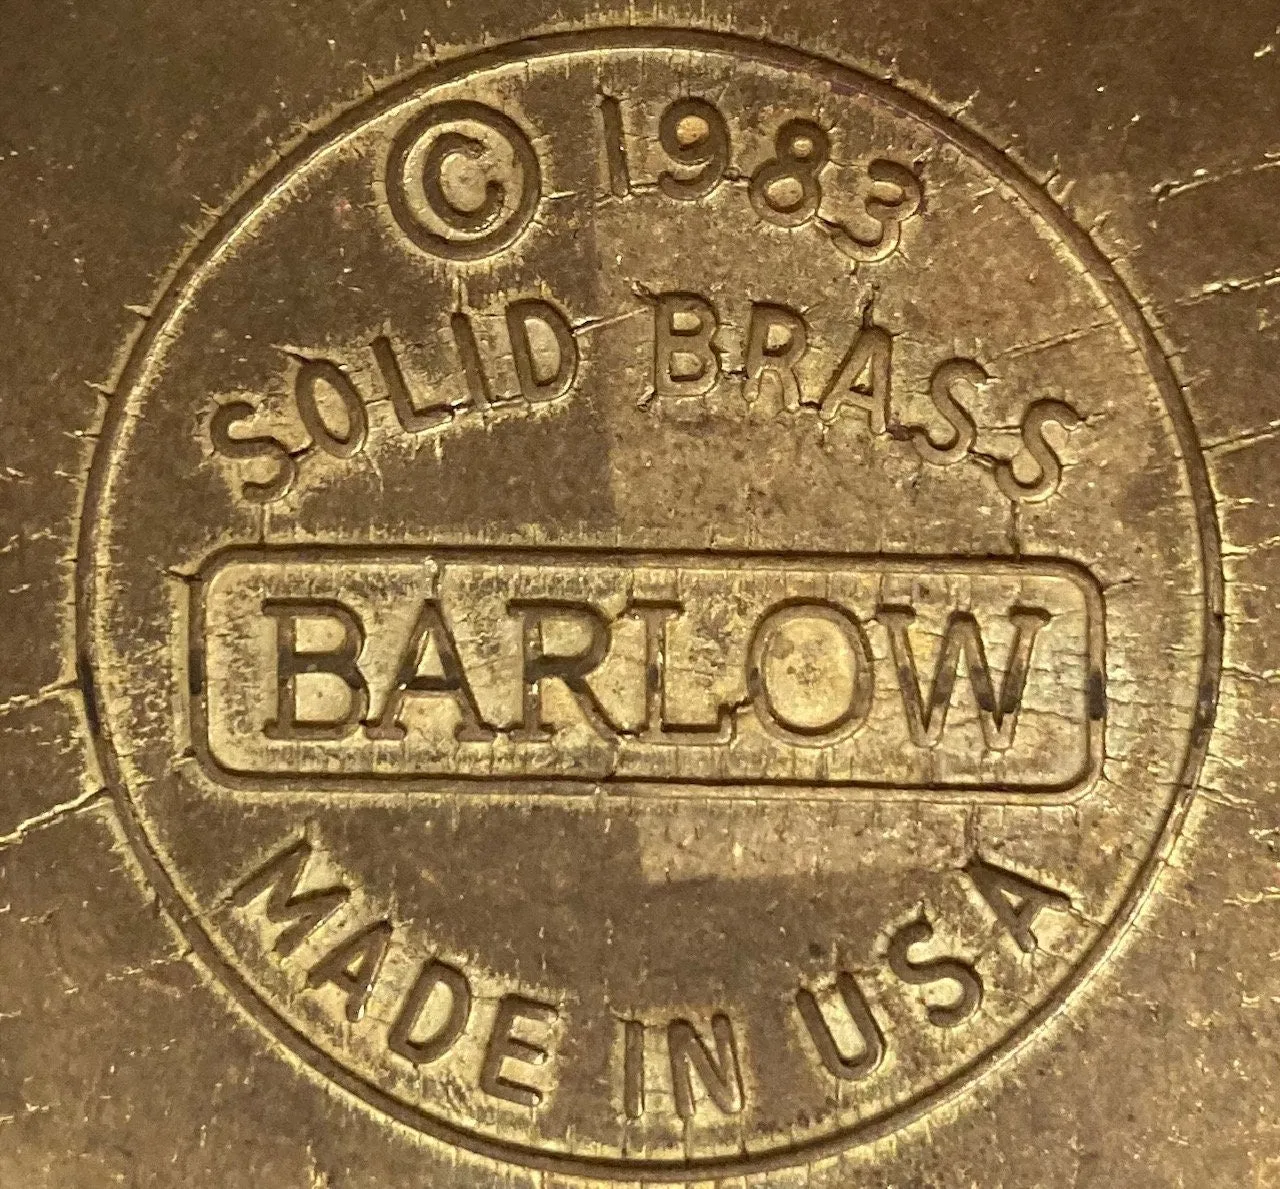 © 1983
SOLID BRASS
BARLOW
MADE IN USA